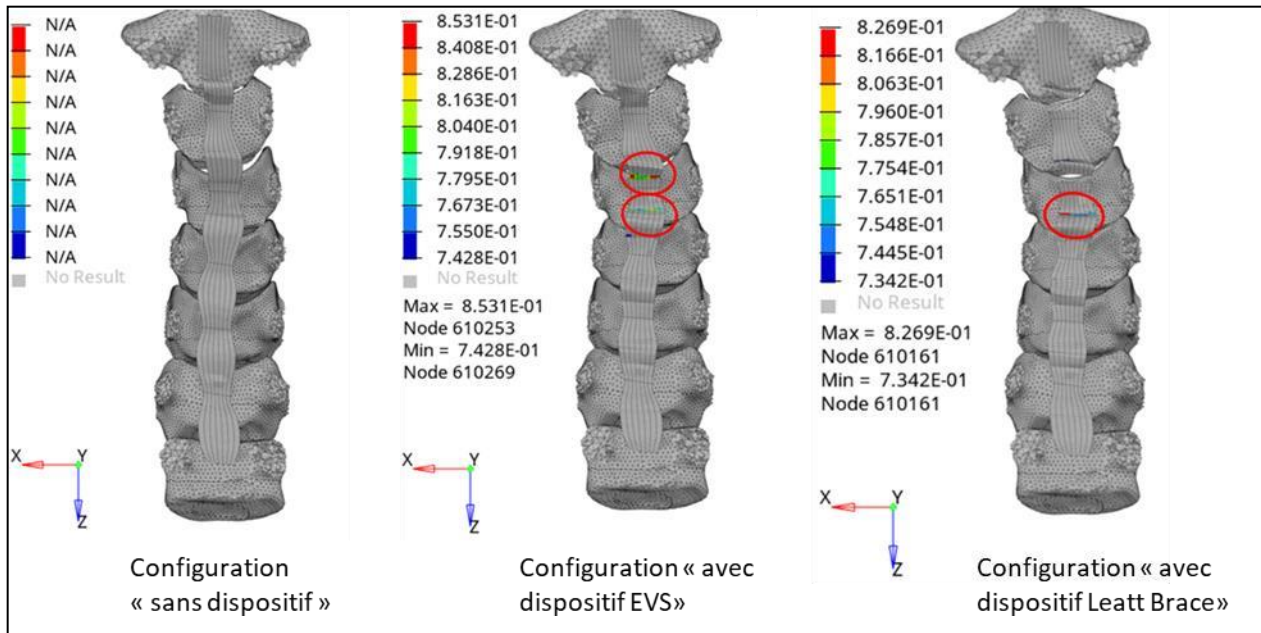 N/A
N/A
N/A
N/A
N/A
N/A
N/A
N/A
N/A
N/A
No Result
X
Y
Z
Configuration
« sans dispositif »
8.531E-01
8.408E-01
8.286E-01
8.163E-01
8.040E-01
7.918E-01
7.795E-01
7.673E-01
7.550E-01
7.428E-01
No Result
Max = 8.531E-01
Node 610253
Min = 7.428E-01
Node 610269
X
Y
Z
Configuration « avec
dispositif EVS»
8.269E-01
8.166E-01
8.063E-01
7.960E-01
7.857E-01
7.754E-01
7.651E-01
7.548E-01
7.445E-01
7.342E-01
No Result
Max = 8.269E-01
Node 610161
Min = 7.342E-01
Node 610161
X
Y
Z
Configuration « avec
dispositif Leatt Brace»